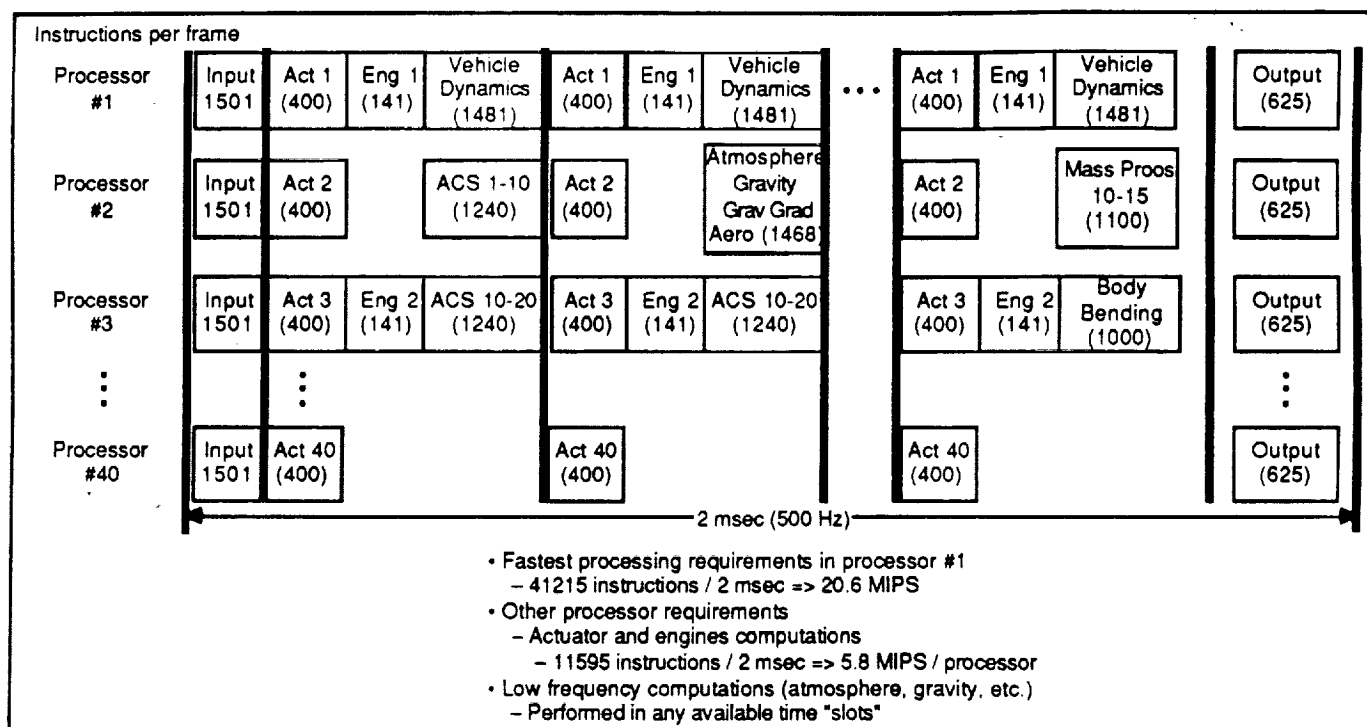 Instructions per frame
Processor #1
Input 1501
Act 1 (400)
Eng 1 (141)
Vehicle Dynamics (1481)
Act 1 (400)
Eng 1 (141)
Vehicle Dynamics (1481)
• • •
Act 1 (400)
Eng 1 (141)
Vehicle Dynamics (1481)
Output (625)
Processor #2
Input 1501
Act 2 (400)
ACS 1-10 (1240)
Act 2 (400)
Atmosphere Gravity Grav Grad Aero (1468)
Act 2 (400)
Mass Proos 10-15 (1100)
Output (625)
Processor #3
Input 1501
Act 3 (400)
Eng 2 (141)
ACS 10-20 (1240)
Act 3 (400)
Eng 2 (141)
ACS 10-20 (1240)
Act 3 (400)
Eng 2 (141)
Body Bending (1000)
Output (625)
Processor #40
Input 1501
Act 40 (400)
Act 40 (400)
Act 40 (400)
Output (625)
2 msec (500 Hz)
• Fastest processing requirements in processor #1
– 41215 instructions / 2 msec => 20.6 MIPS
• Other processor requirements
– Actuator and engines computations
– 11595 instructions / 2 msec => 5.8 MIPS / processor
• Low frequency computations (atmosphere, gravity, etc.)
– Performed in any available time "slots"